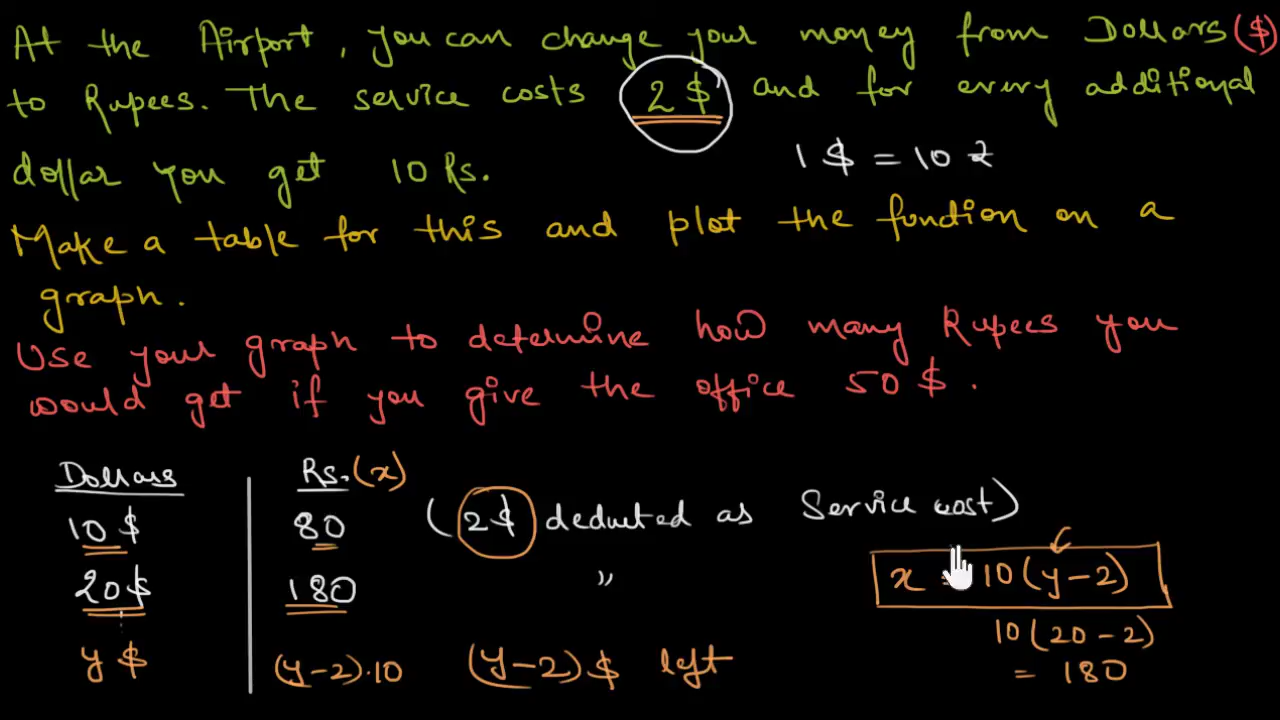 At the Airport, you can change your money from Dollars ($)
to Rupees. The service costs 2 $, and for every additional
dollar you get 10 Rs.
1 $ = 10 ₹
Make a table for this and plot the function on a
graph.
Use your graph to determine how many Rupees you
would get if you give the office 50 $.
Dollars Rs. (x)
10 $ 80 (2 $ deducted as Service cost)
20 $ 180 "
y $ (y-2).10 (y-2) $ left
x = 10 (y-2)
10 (20-2)
= 180